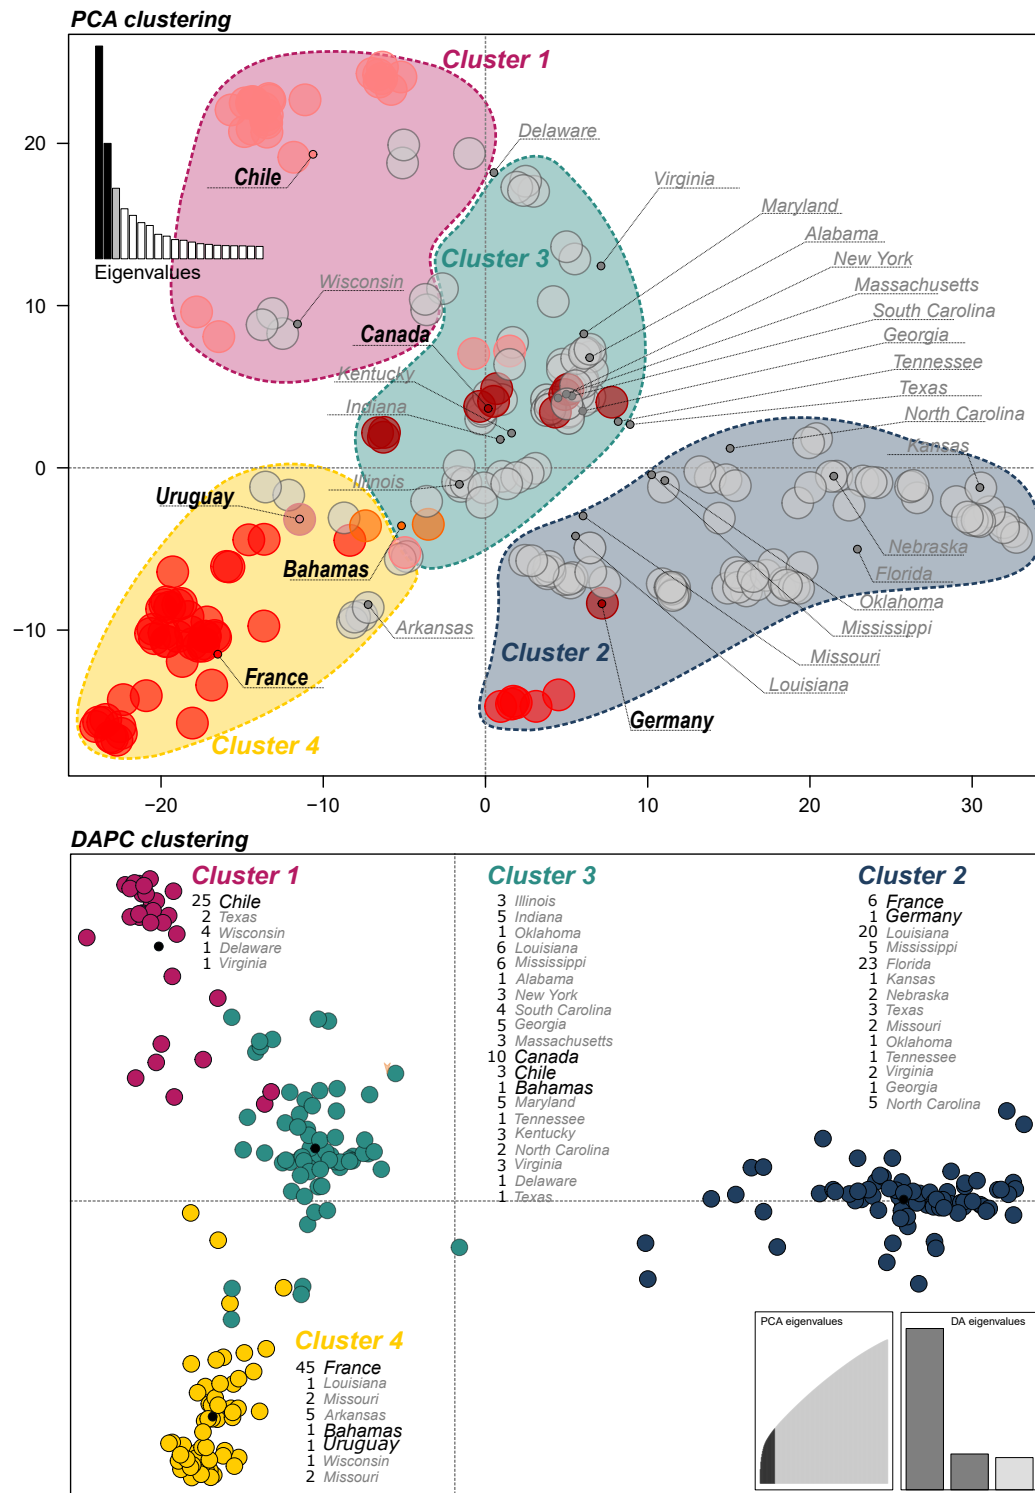 PCA clustering
Cluster 1
20
Delaware
Virginia
Chile
Maryland
Alabama
Cluster 3
New York
Eigenvalues
Wisconsin
Massachusetts
10
South Carolina
Canada
Georgia
Kentucky
Tennessee
Texas
Indiana
North Carolina
Kansas
0
Illinois
Uruguay
Nebraska
Bahamas
Florida
Oklahoma
−10
Arkansas
Mississippi
Cluster 2
Missouri
France
Louisiana
Germany
Cluster 4
−20
−10
0
10
20
30
DAPC clustering
Cluster 1
25 Chile
2 Texas
4 Wisconsin
1 Delaware
1 Virginia
Cluster 3
3 Illinois
5 Indiana
1 Oklahoma
6 Louisiana
6 Mississippi
1 Alabama
3 New York
4 South Carolina
5 Georgia
3 Massachusetts
10 Canada
3 Chile
1 Bahamas
5 Maryland
1 Tennessee
3 Kentucky
2 North Carolina
3 Virginia
1 Delaware
1 Texas
Cluster 2
6 France
1 Germany
20 Louisiana
5 Mississippi
23 Florida
1 Kansas
2 Nebraska
3 Texas
2 Missouri
1 Oklahoma
1 Tennessee
2 Virginia
1 Georgia
5 North Carolina
Cluster 4
45 France
1 Louisiana
2 Missouri
5 Arkansas
1 Bahamas
1 Uruguay
1 Wisconsin
2 Missouri
PCA eigenvalues
DA eigenvalues